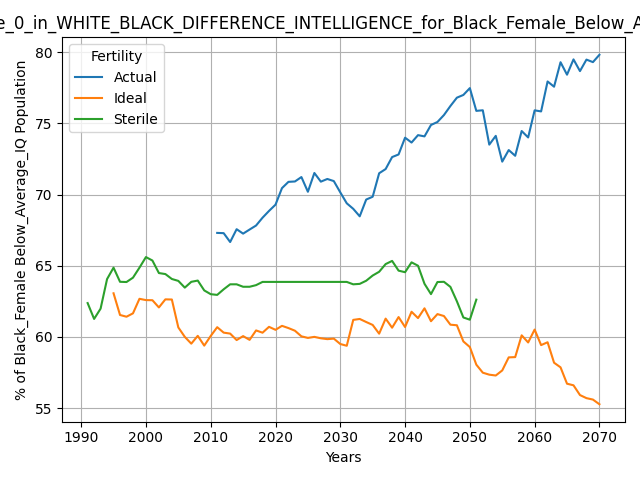 e_0_in_WHITE_BLACK_DIFFERENCE_INTELLIGENCE_for_Black_Female_Below_A
Fertility
Actual
Ideal
Sterile
% of Black_Female Below_Average_IQ Population
80
75
70
65
60
55
1990 2000 2010 2020 2030 2040 2050 2060 2070
Years